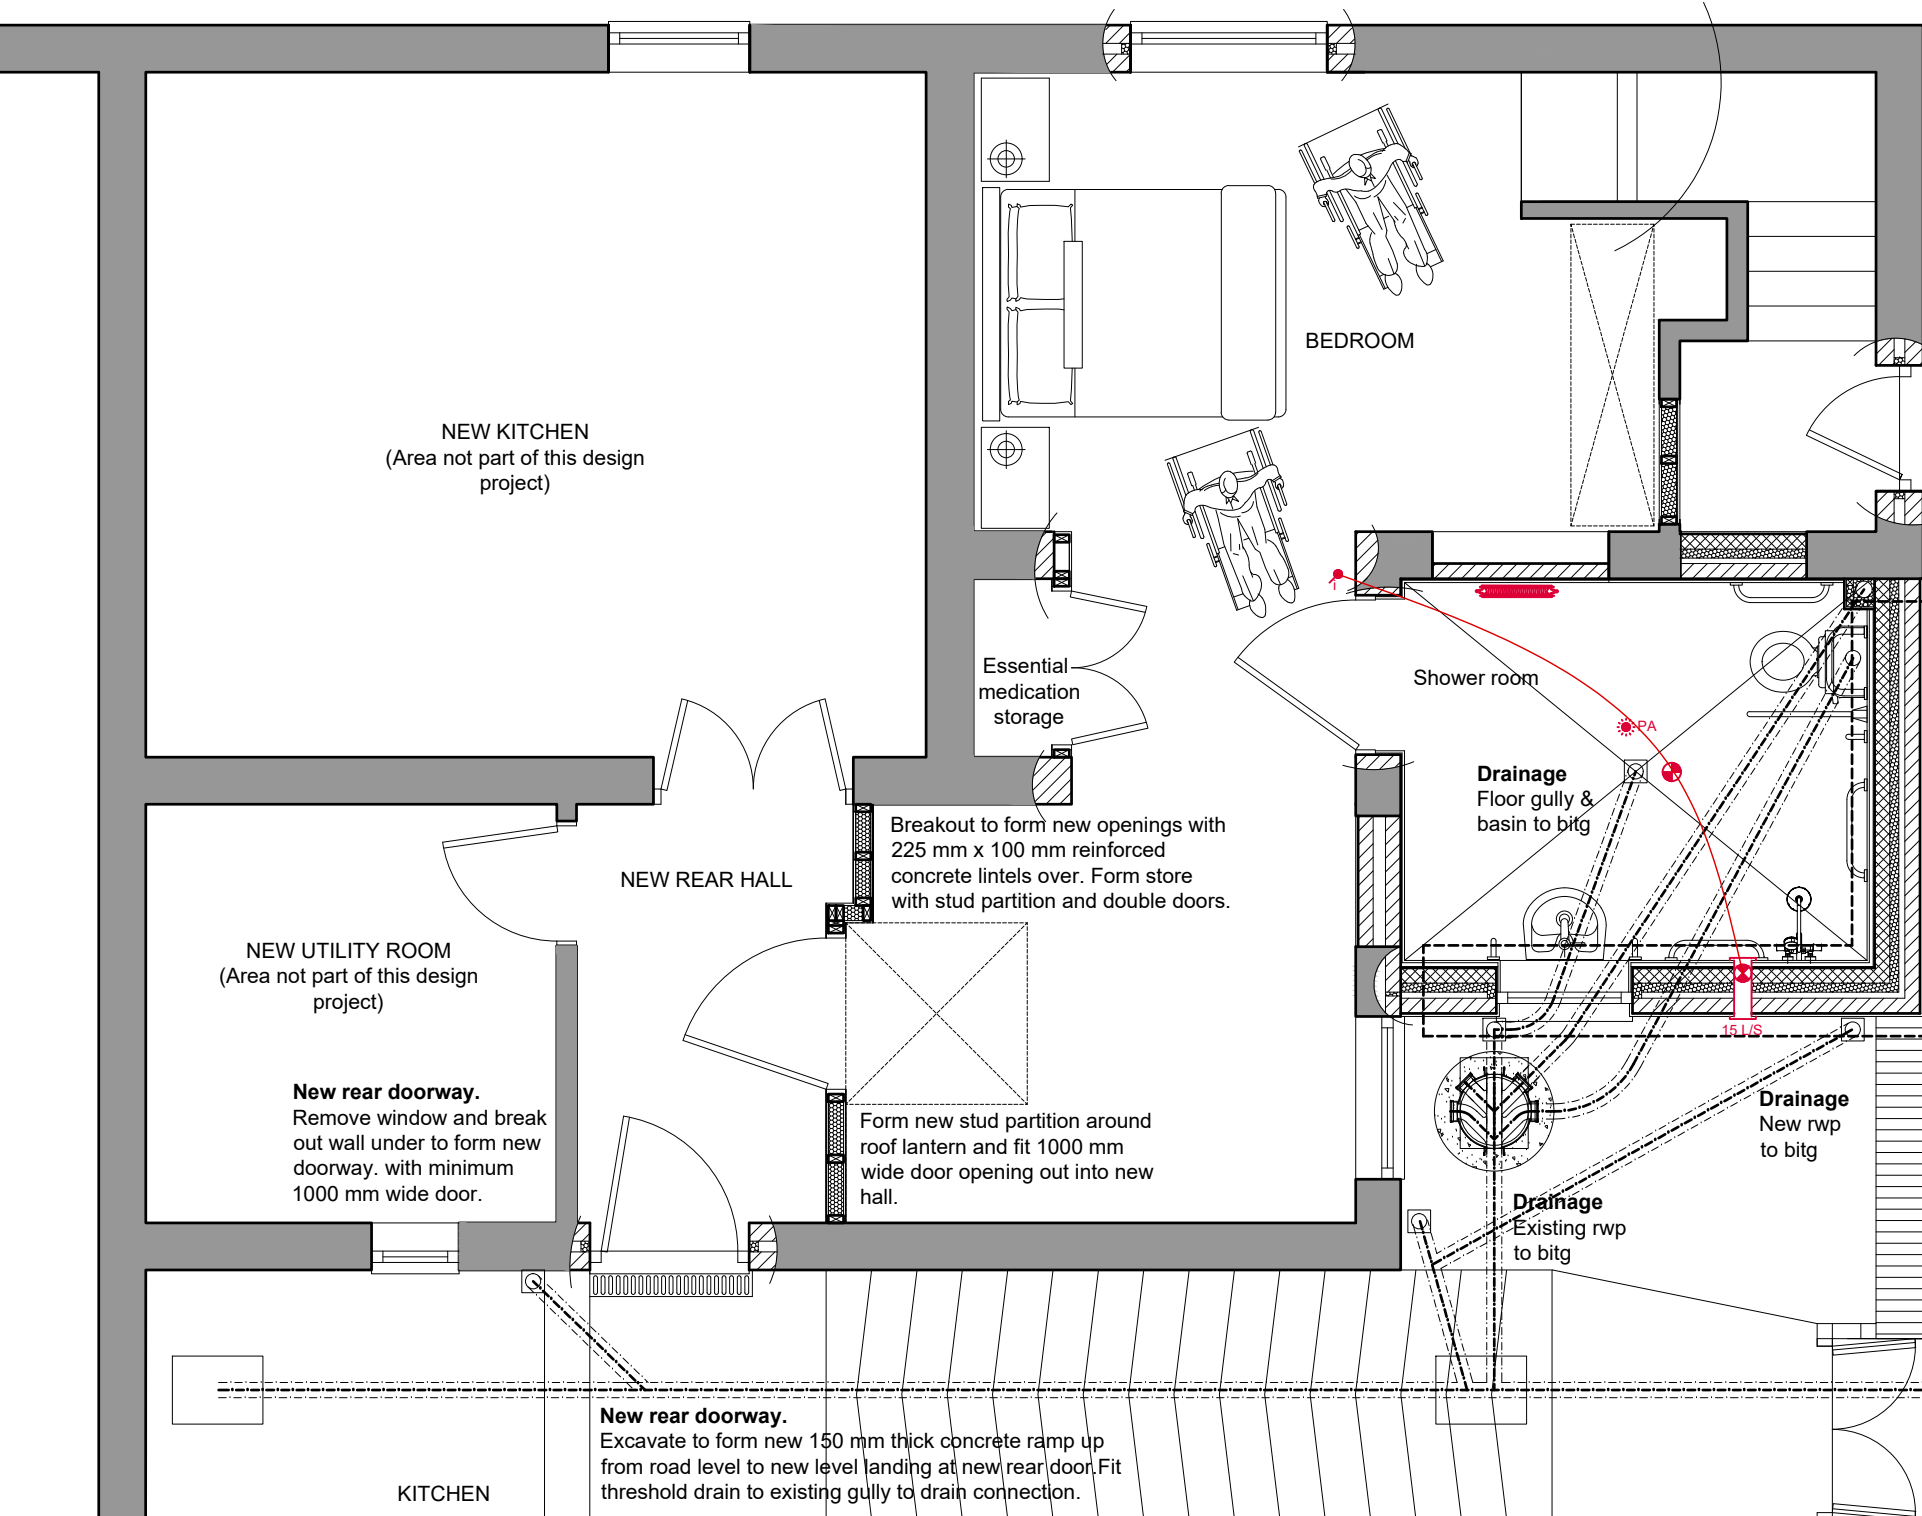 BEDROOM
NEW KITCHEN
(Area not part of this design
project)
Essential
medication
storage
Shower room
PA
Drainage
Floor gully &
basin to bitg
Breakout to form new openings with
225 mm x 100 mm reinforced
concrete lintels over. Form store
with stud partition and double doors.
NEW REAR HALL
NEW UTILITY ROOM
(Area not part of this design
project)
15 L/S
New rear doorway.
Remove window and break
out wall under to form new
doorway. with minimum
1000 mm wide door.
Form new stud partition around
roof lantern and fit 1000 mm
wide door opening out into new
hall.
Drainage
New rwp
to bitg
Drainage
Existing rwp
to bitg
New rear doorway.
Excavate to form new 150 mm thick concrete ramp up
from road level to new level landing at new rear door.Fit
threshold drain to existing gully to drain connection.
KITCHEN